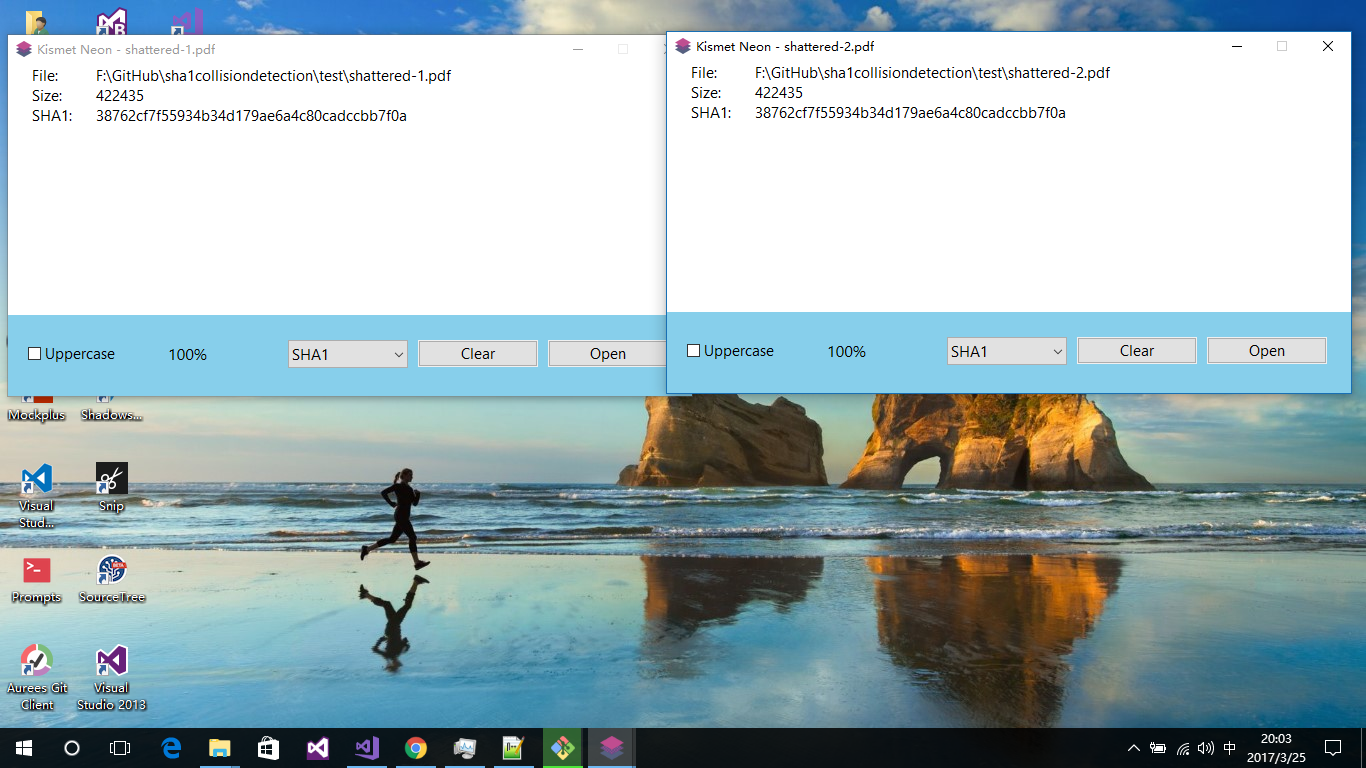 Kismet Neon - shattered-1.pdf
File: F:\GitHub\sha1collisiondetection\test\shattered-1.pdf
Size: 422435
SHA1: 38762cf7f55934b34d179ae6a4c80cadccbb7f0a
Uppercase 100% SHA1 Clear Open
Kismet Neon - shattered-2.pdf
File: F:\GitHub\sha1collisiondetection\test\shattered-2.pdf
Size: 422435
SHA1: 38762cf7f55934b34d179ae6a4c80cadccbb7f0a
Uppercase 100% SHA1 Clear Open
Mockplus
Shadows...
Visual
Stud...
Snip
Prompts
SourceTree
Aurees Git
Client
Visual
Studio 2013
中
20:03
2017/3/25